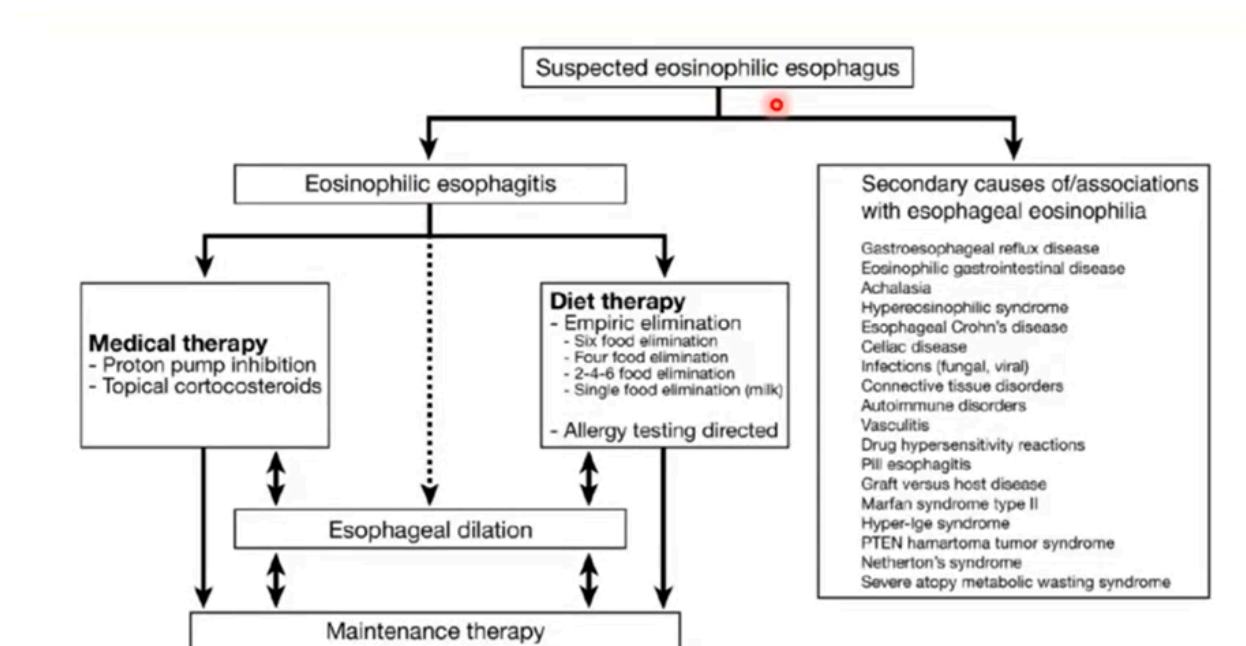 Suspected eosinophilic esophagus
Eosinophilic esophagitis
Medical therapy
- Proton pump inhibition
- Topical cortocosteroids
Diet therapy
- Empiric elimination
- Six food elimination
- Four food elimination
- 2-4-6 food elimination
- Single food elimination (milk)
- Allergy testing directed
Esophageal dilation
Maintenance therapy
Secondary causes of/associations
with esophageal eosinophilia
Gastroesophageal reflux disease
Eosinophilic gastrointestinal disease
Achalasia
Hypereosinophilic syndrome
Esophageal Crohn's disease
Celiac disease
Infections (fungal, viral)
Connective tissue disorders
Autoimmune disorders
Vasculitis
Drug hypersensitivity reactions
Pill esophagitis
Graft versus host disease
Marfan syndrome type II
Hyper-Ige syndrome
PTEN hamartoma tumor syndrome
Netherton's syndrome
Severe atopy metabolic wasting syndrome